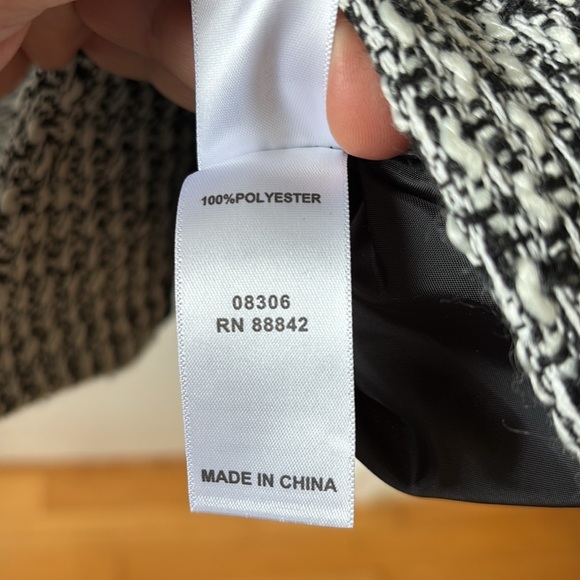 100%POLYESTER
08306
RN 88842
MADE IN CHINA